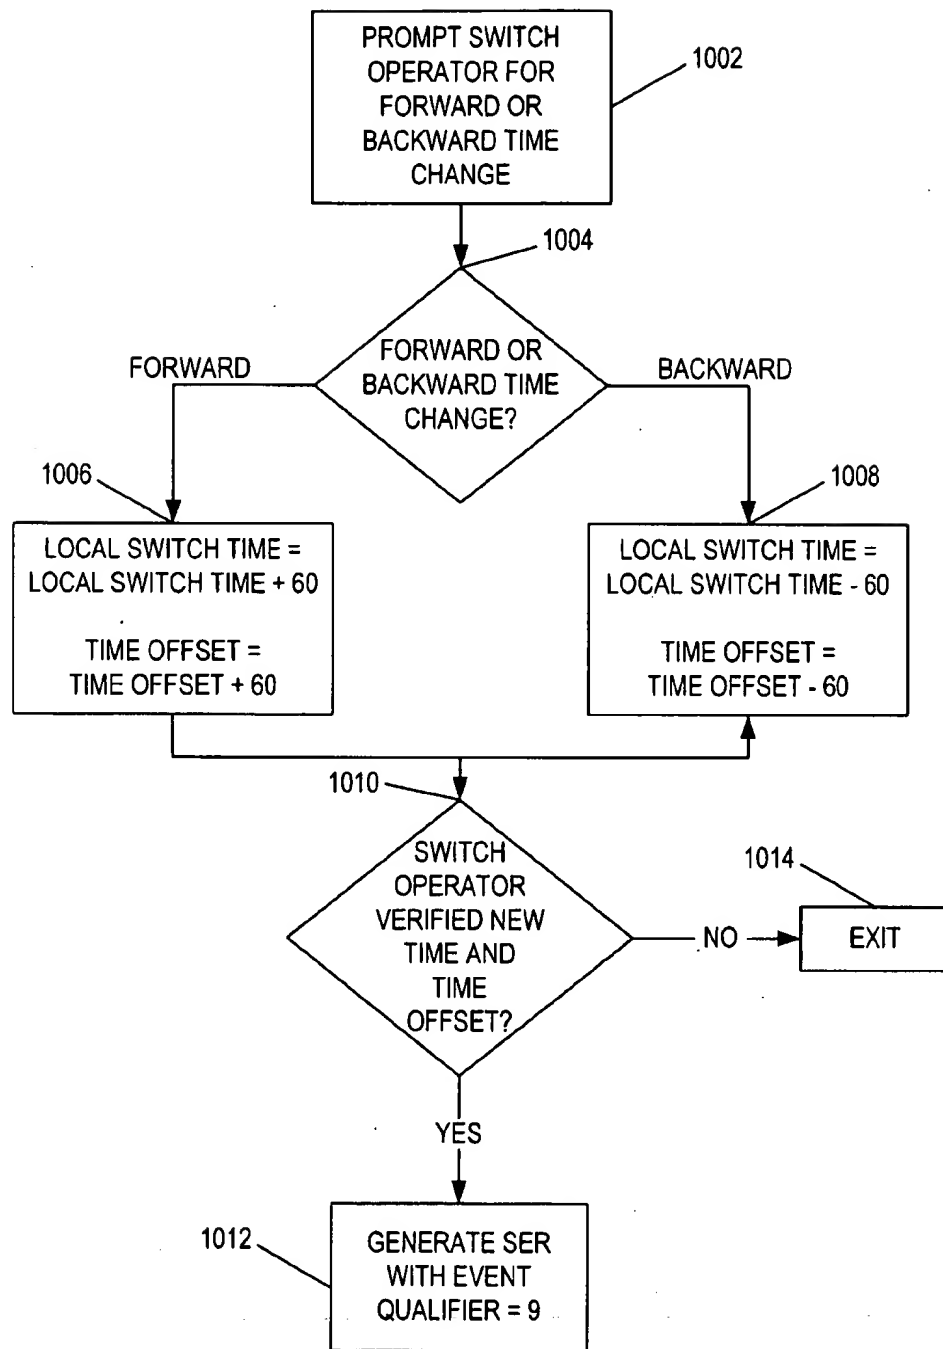 PROMPT SWITCH
OPERATOR FOR
FORWARD OR
BACKWARD TIME
CHANGE
1002
1004
FORWARD OR
BACKWARD TIME
CHANGE?
FORWARD
BACKWARD
1006
LOCAL SWITCH TIME =
LOCAL SWITCH TIME + 60
TIME OFFSET =
TIME OFFSET + 60
1008
LOCAL SWITCH TIME =
LOCAL SWITCH TIME - 60
TIME OFFSET =
TIME OFFSET - 60
1010
SWITCH
OPERATOR
VERIFIED NEW
TIME AND
TIME
OFFSET?
NO
1014
EXIT
YES
1012
GENERATE SER
WITH EVENT
QUALIFIER = 9